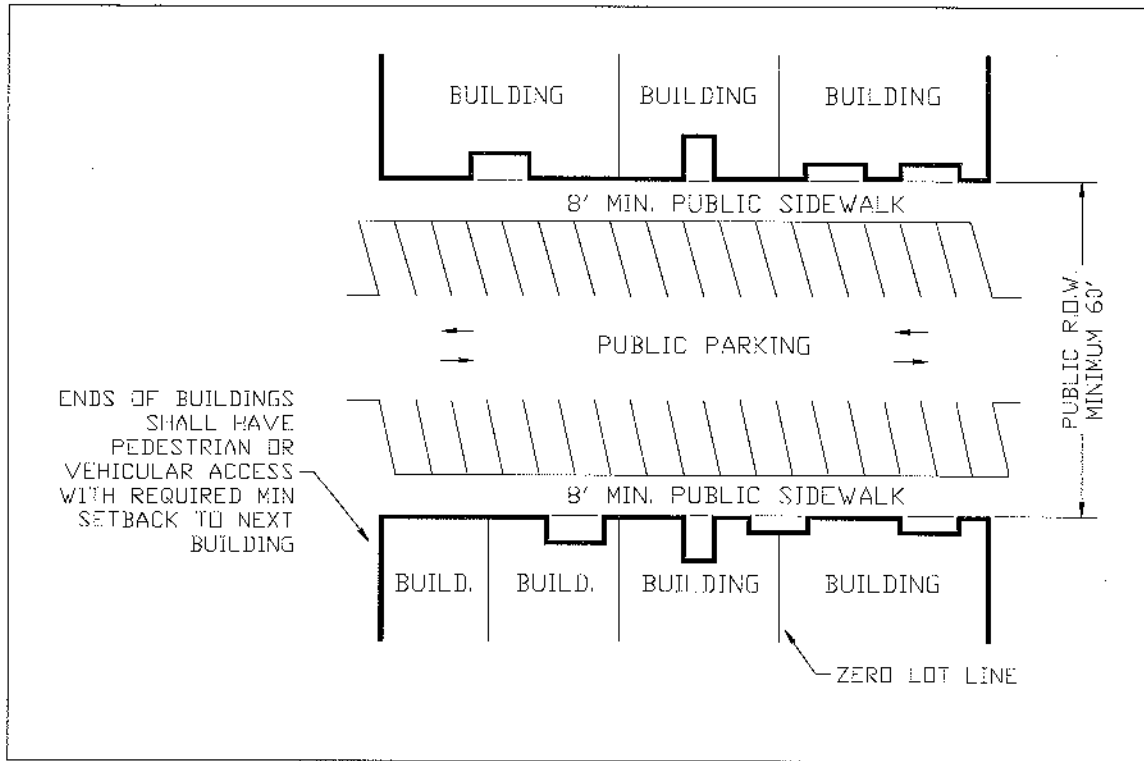 BUILDING
BUILDING
BUILDING
8' MIN. PUBLIC SIDEWALK
PUBLIC PARKING
PUBLIC R.O.W.
MINIMUM 60'
ENDS OF BUILDINGS
SHALL HAVE
PEDESTRIAN OR
VEHICULAR ACCESS
WITH REQUIRED MIN
SETBACK TO NEXT
BUILDING
8' MIN. PUBLIC SIDEWALK
BUILD.
BUILD.
BUILDING
BUILDING
ZERO LOT LINE